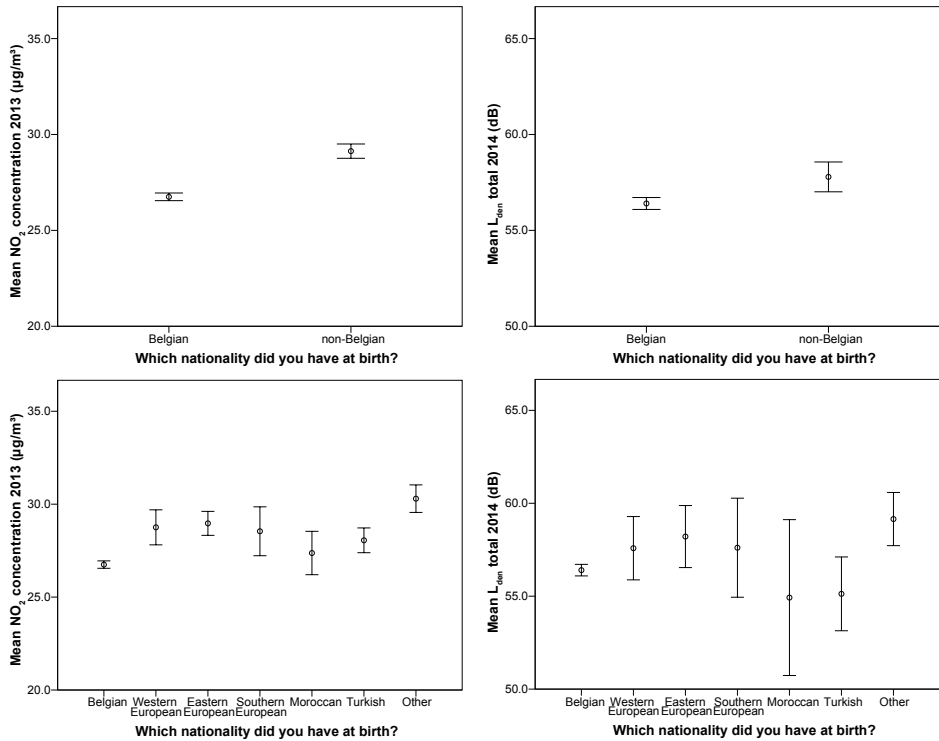 Mean NO₂ concentration 2013 (µg/m³)
35.0
30.0
25.0
20.0
Belgian
non-Belgian
Which nationality did you have at birth?
Mean Lden total 2014 (dB)
65.0
60.0
55.0
50.0
Belgian
non-Belgian
Which nationality did you have at birth?
Mean NO₂ concentration 2013 (µg/m³)
35.0
30.0
25.0
20.0
Belgian
Western
European
Eastern
European
Southern
European
Moroccan
Turkish
Other
Which nationality did you have at birth?
Mean Lden total 2014 (dB)
65.0
60.0
55.0
50.0
Belgian
Western
European
Eastern
European
Southern
European
Moroccan
Turkish
Other
Which nationality did you have at birth?